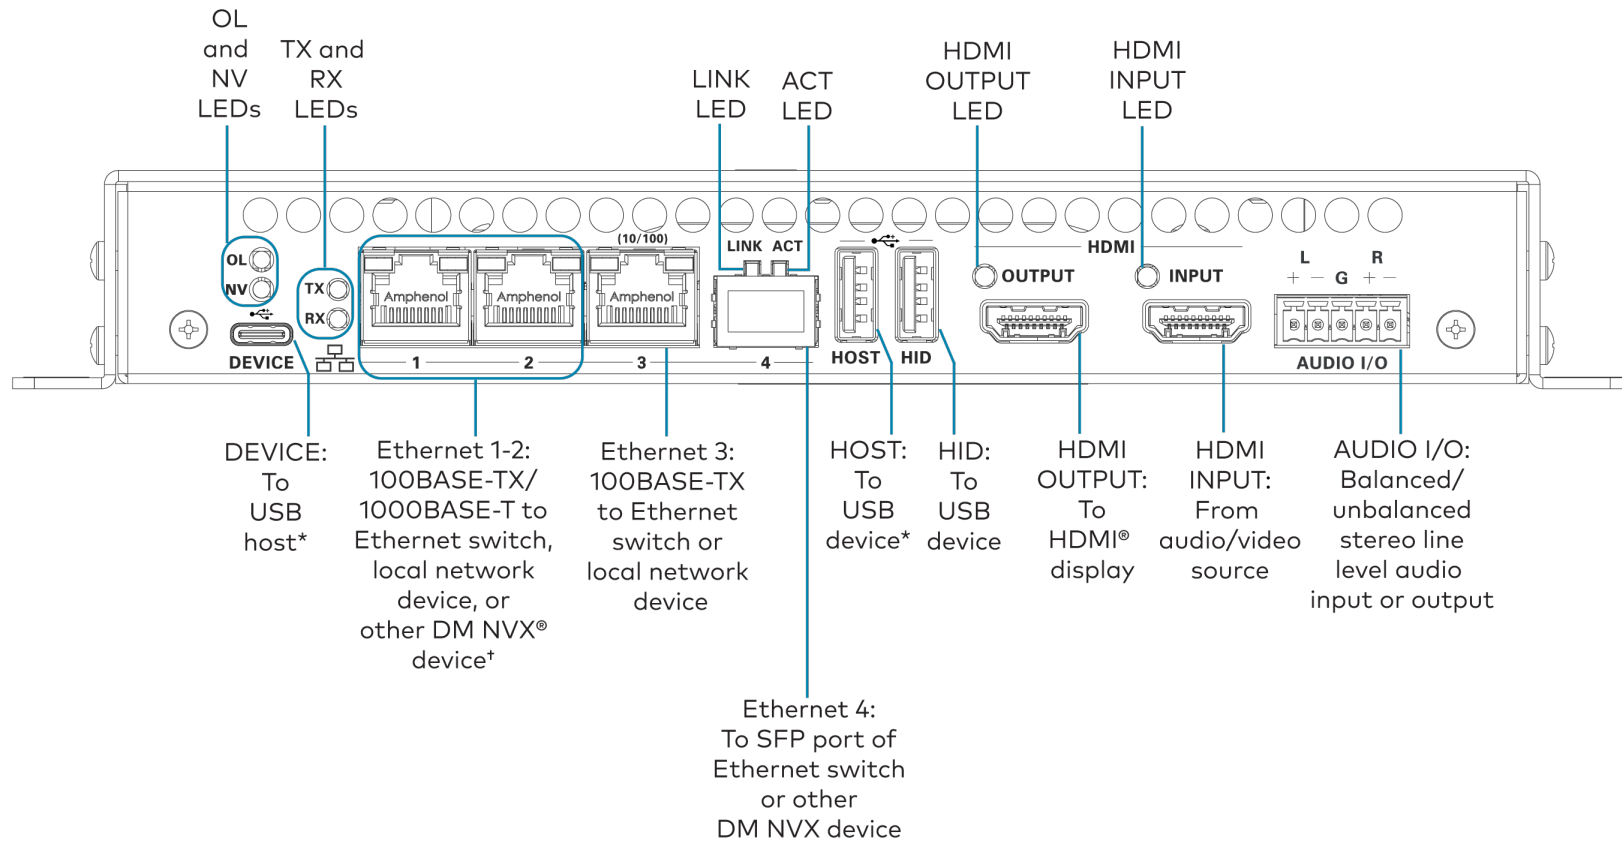 OL
and
NV
LEDs
TX and
RX
LEDs
LINK
LED
ACT
LED
HDMI
OUTPUT
LED
HDMI
INPUT
LED
OL
NV
TX
RX
DEVICE
Amphenol
Amphenol
(10/100)
Amphenol
1
2
3
LINK ACT
4
HOST
HID
HDMI
OUTPUT
INPUT
L R
+ − G + −
AUDIO I/O
DEVICE:
To
USB
host*
Ethernet 1-2:
100BASE-TX/
1000BASE-T to
Ethernet switch,
local network
device, or
other DM NVX®
device†
Ethernet 3:
100BASE-TX
to Ethernet
switch or
local network
device
Ethernet 4:
To SFP port of
Ethernet switch
or other
DM NVX device
HOST:
To
USB
device*
HID:
To
USB
device
HDMI
OUTPUT:
To
HDMI®
display
HDMI
INPUT:
From
audio/video
source
AUDIO I/O:
Balanced/
unbalanced
stereo line
level audio
input or output